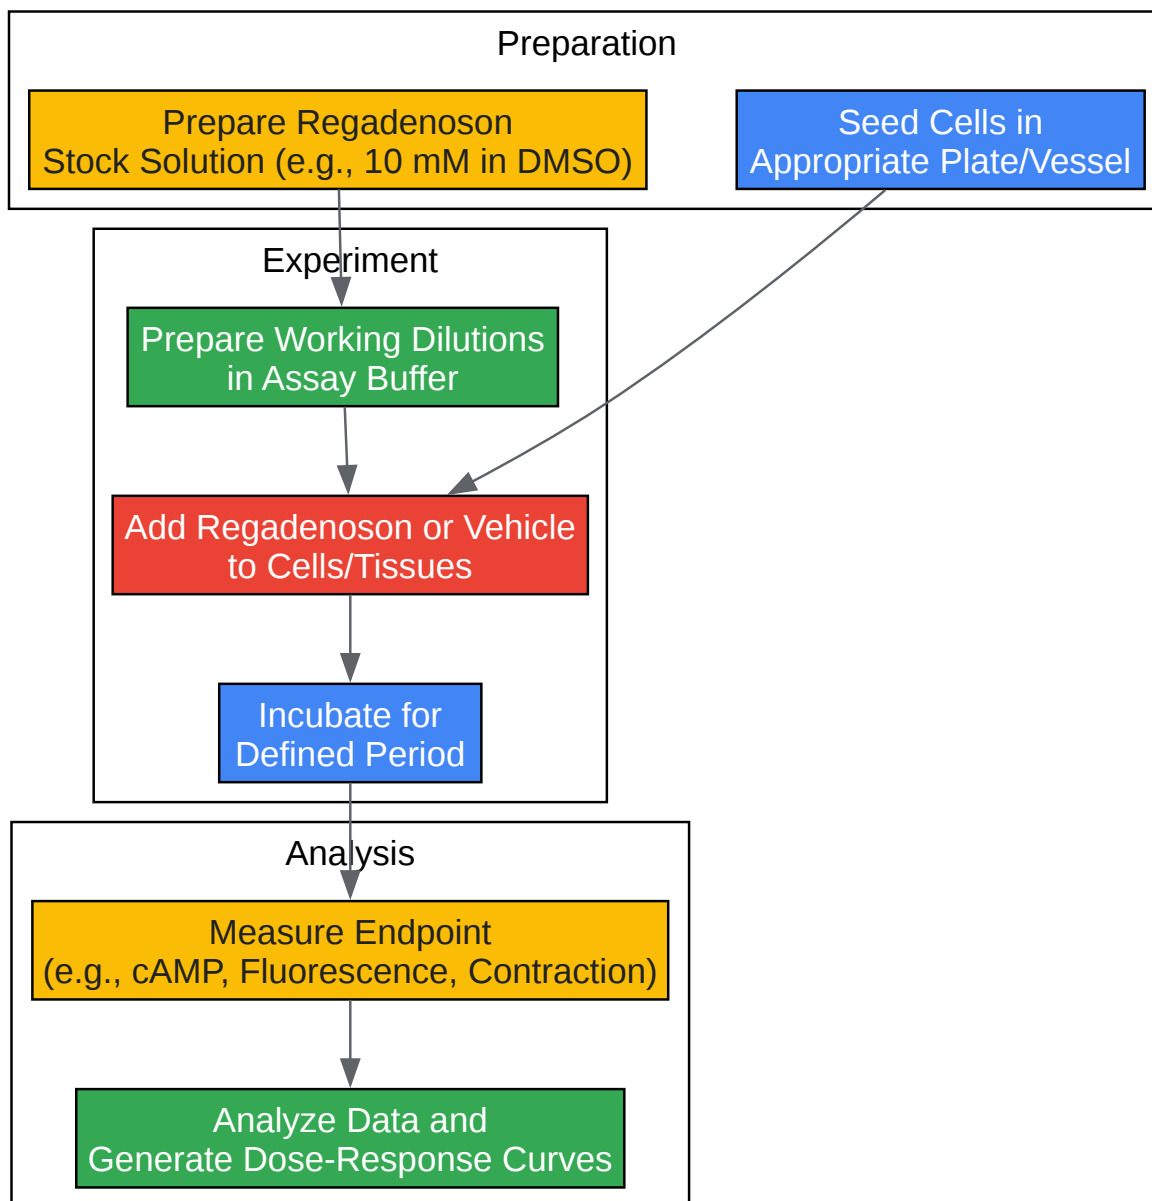 Preparation
Prepare Regadenoson
Stock Solution (e.g., 10 mM in DMSO)
Seed Cells in
Appropriate Plate/Vessel
Experiment
Prepare Working Dilutions
in Assay Buffer
Add Regadenoson or Vehicle
to Cells/Tissues
Incubate for
Defined Period
Analysis
Measure Endpoint
(e.g., cAMP, Fluorescence, Contraction)
Analyze Data and
Generate Dose-Response Curves